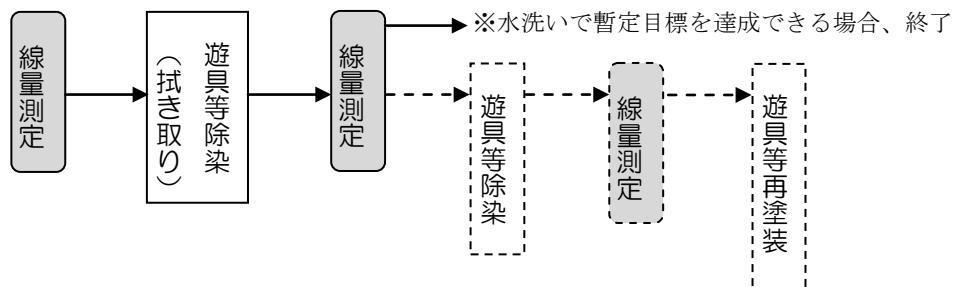 線量測定
遊具等除染
（拭き取り）
線量測定
※水洗いで暫定目標を達成できる場合、終了
遊具等除染
線量測定
遊具等再塗装